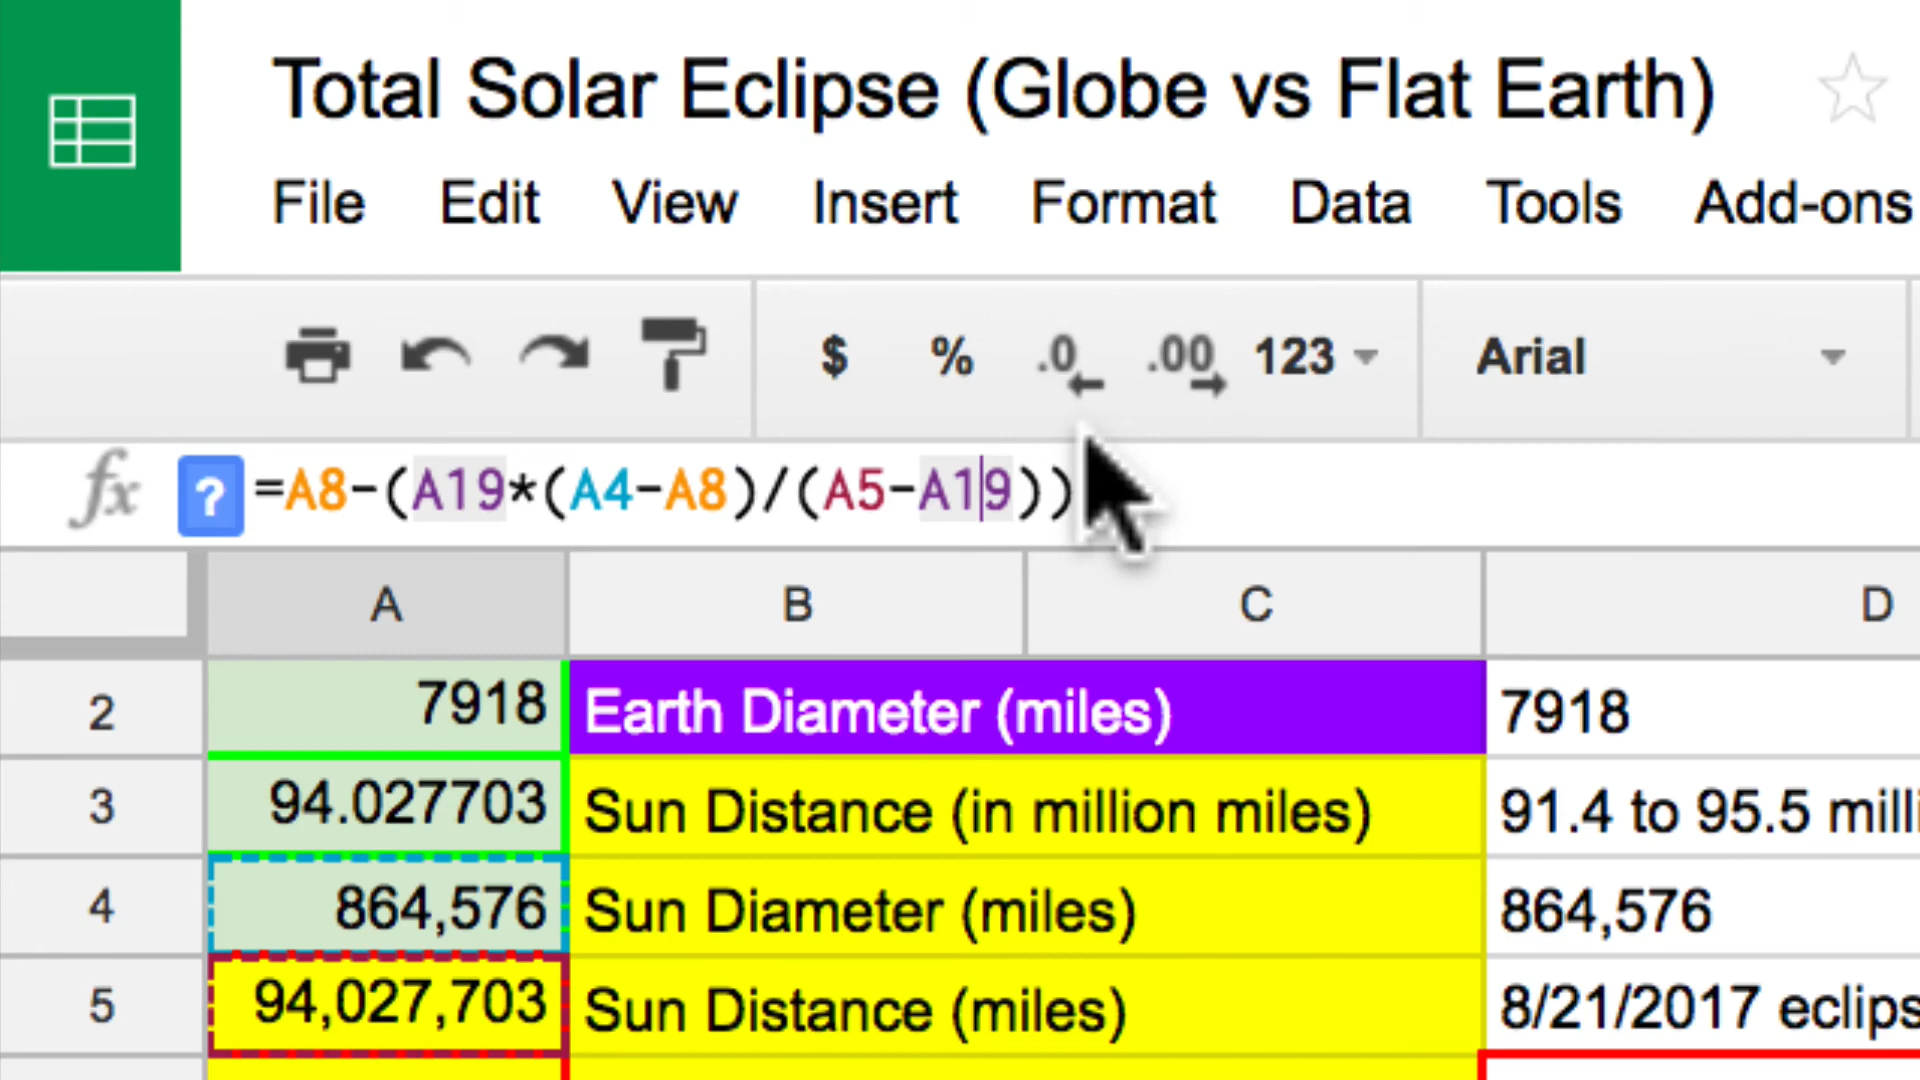 Total Solar Eclipse (Globe vs Flat Earth)
File Edit View Insert Format Data Tools Add-ons
$ % .0 .00 123 Arial
fx ? =A8-(A19*(A4-A8)/(A5-A19))
A B C D
2 7918 Earth Diameter (miles) 7918
3 94.027703 Sun Distance (in million miles) 91.4 to 95.5 milli
4 864,576 Sun Diameter (miles) 864,576
5 94,027,703 Sun Distance (miles) 8/21/2017 eclips